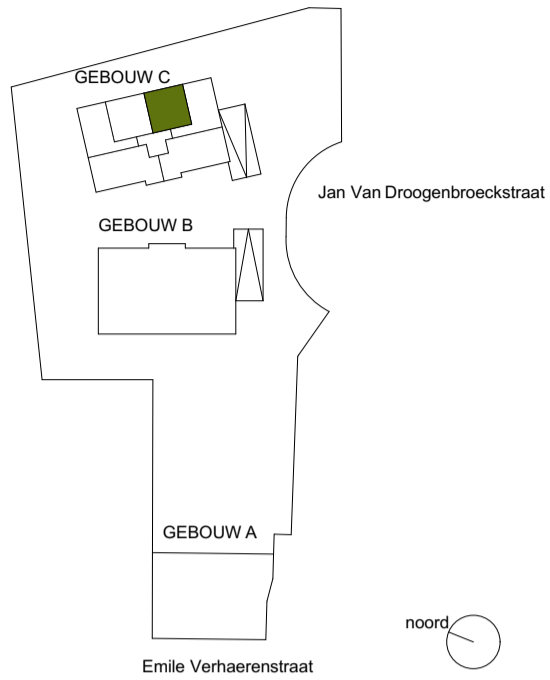 GEBOUW C
Jan Van Droogenbroeckstraat
GEBOUW B
GEBOUW A
noord
Emile Verhaerenstraat